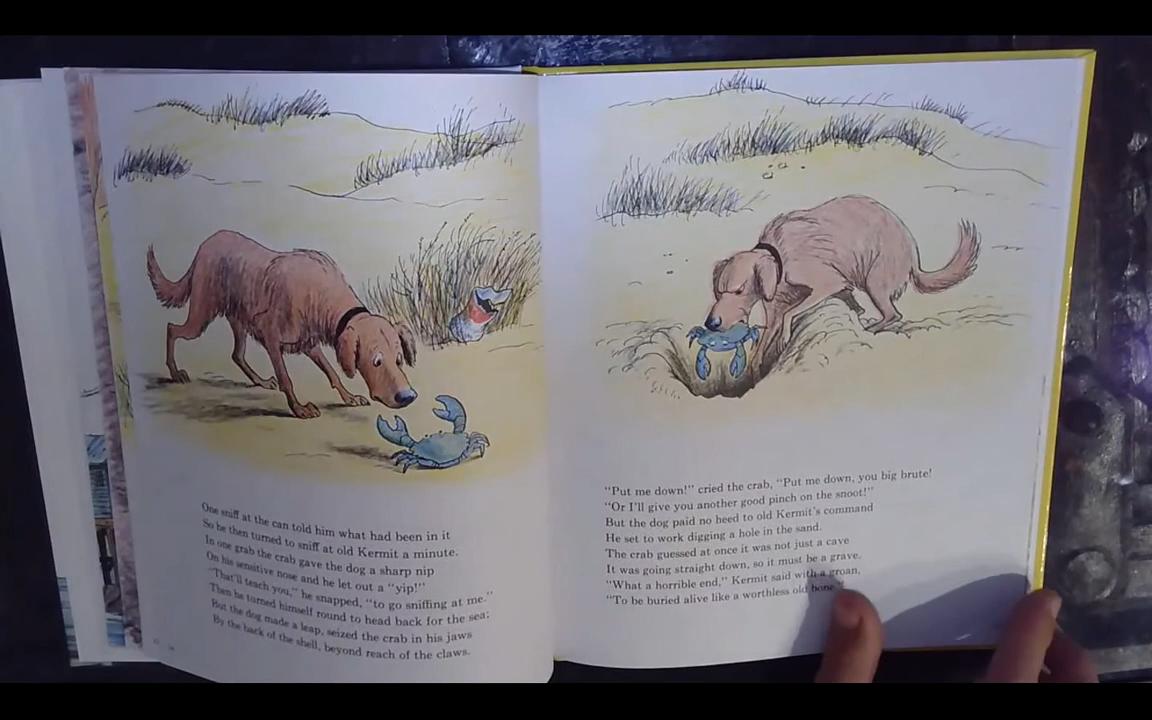 One sniff at the can told him what had been in it
So he then turned to sniff at old Kermit a minute.
In one grab the crab gave the dog a sharp nip
On his sensitive nose and he let out a "yip!"
"That'll teach you," he snapped, "to go sniffing at me."
Then he turned himself round to head back for the sea:
But the dog made a leap, seized the crab in his jaws
By the back of the shell, beyond reach of the claws.
"Put me down!" cried the crab, "Put me down, you big brute!
"Or I'll give you another good pinch on the snoot!"
But the dog paid no heed to old Kermit's command
He set to work digging a hole in the sand.
The crab guessed at once it was not just a cave
It was going straight down, so it must be a grave.
"What a horrible end," Kermit said with a groan,
"To be buried alive like a worthless old bone